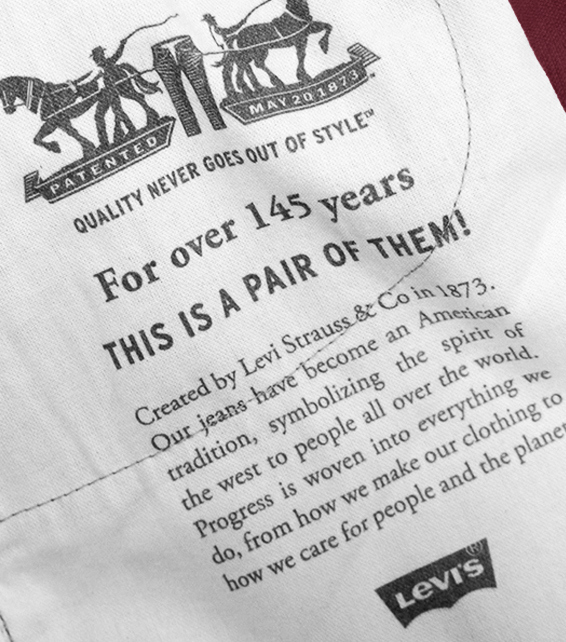 PATENTED
MAY 20 1873
QUALITY NEVER GOES OUT OF STYLE™
For over 145 years
THIS IS A PAIR OF THEM!
Created by Levi Strauss & Co in 1873.
Our jeans have become an American
tradition, symbolizing the spirit of
the west to people all over the world.
Progress is woven into everything we
do, from how we make our clothing to
how we care for people and the planet
LEVI'S®